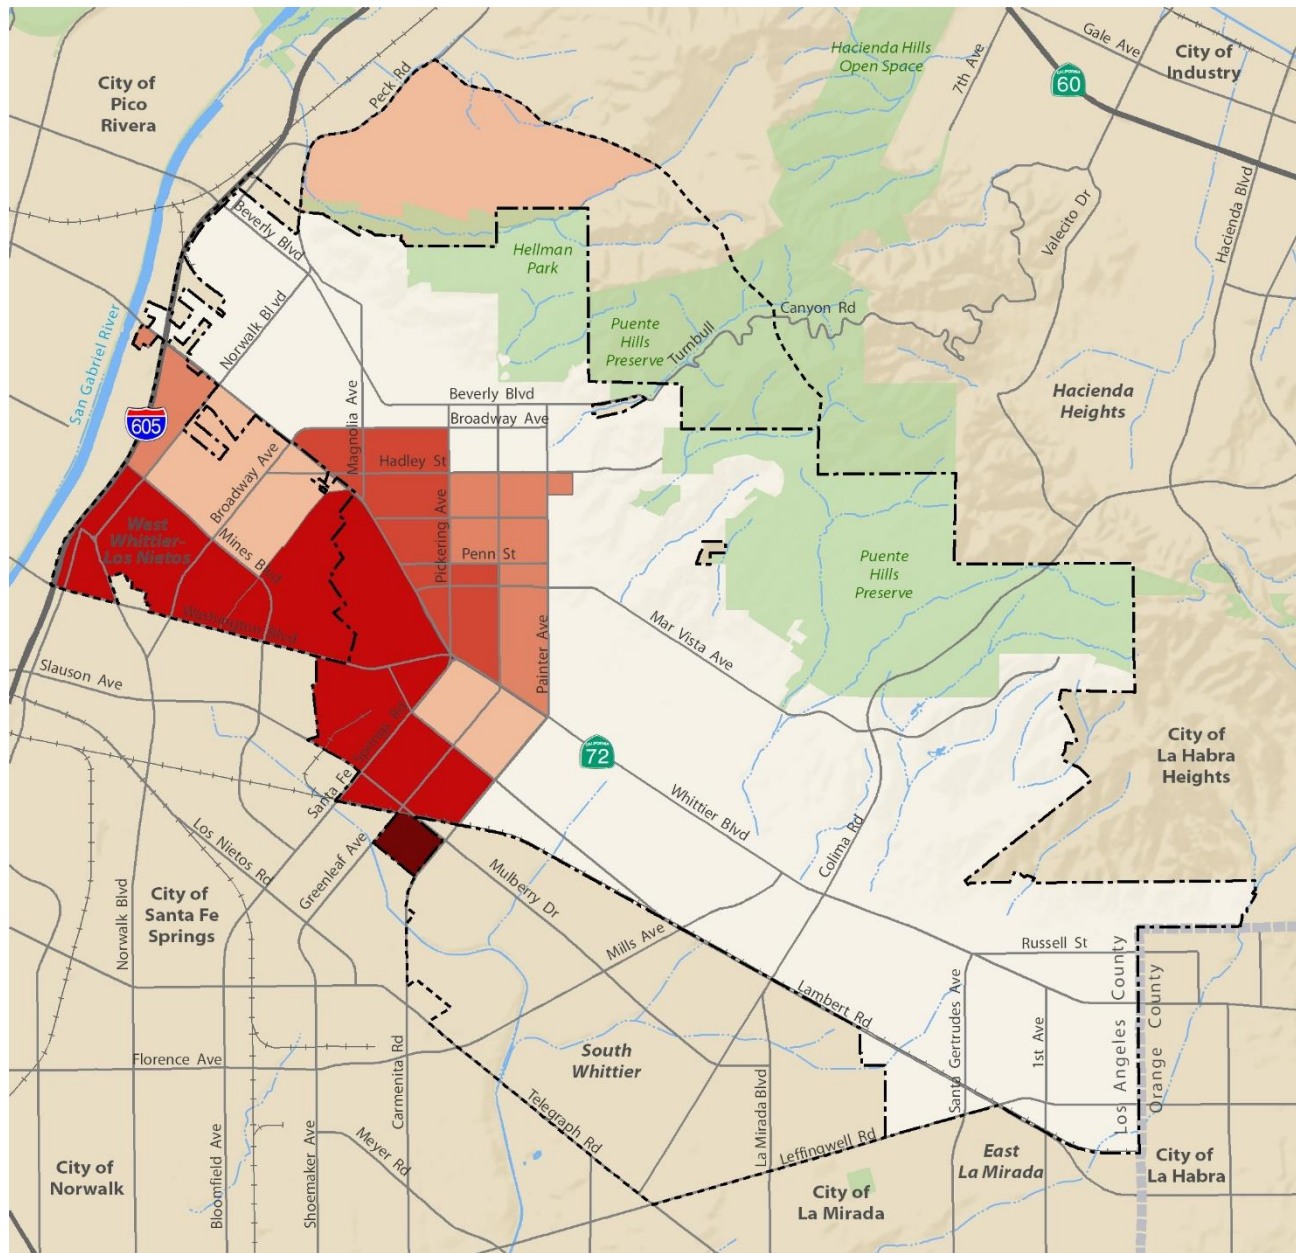 Hacienda Hills
Open Space
7th Ave
Gale Ave
City of
Industry
CALIFORNIA
60
City of
Pico
Rivera
Peck Rd
Valecito Dr
Hacienda Blvd
Beverly Blvd
Hellman
Park
Norwalk Blvd
San Gabriel River
Puente
Hills
Preserve
Turnbull
Canyon Rd
Hacienda
Heights
605
Magnolia Ave
Beverly Blvd
Broadway Ave
Hadley St
Broadway Ave
Pickering Ave
West
Whittier-
Los Nietos
Mines Blvd
Penn St
Puente
Hills
Preserve
Washington Blvd
Mar Vista Ave
Painter Ave
Slauson Ave
Santa Fe Springs Rd
CALIFORNIA
72
City of
La Habra
Heights
Whittier Blvd
Colima Rd
Los Nietos Rd
Greenleaf Ave
Mulberry Dr
City of
Santa Fe
Springs
Norwalk Blvd
Mills Ave
Russell St
Lambert Rd
Santa Gertrudes Ave
1st Ave
Los Angeles County
Orange County
Florence Ave
South
Whittier
Carmenita Rd
Telegraph Rd
La Mirada Blvd
Leffingwell Rd
Bloomfield Ave
Shoemaker Ave
Meyer Rd
City of
Norwalk
East
La Mirada
City of
La Mirada
City of
La Habra